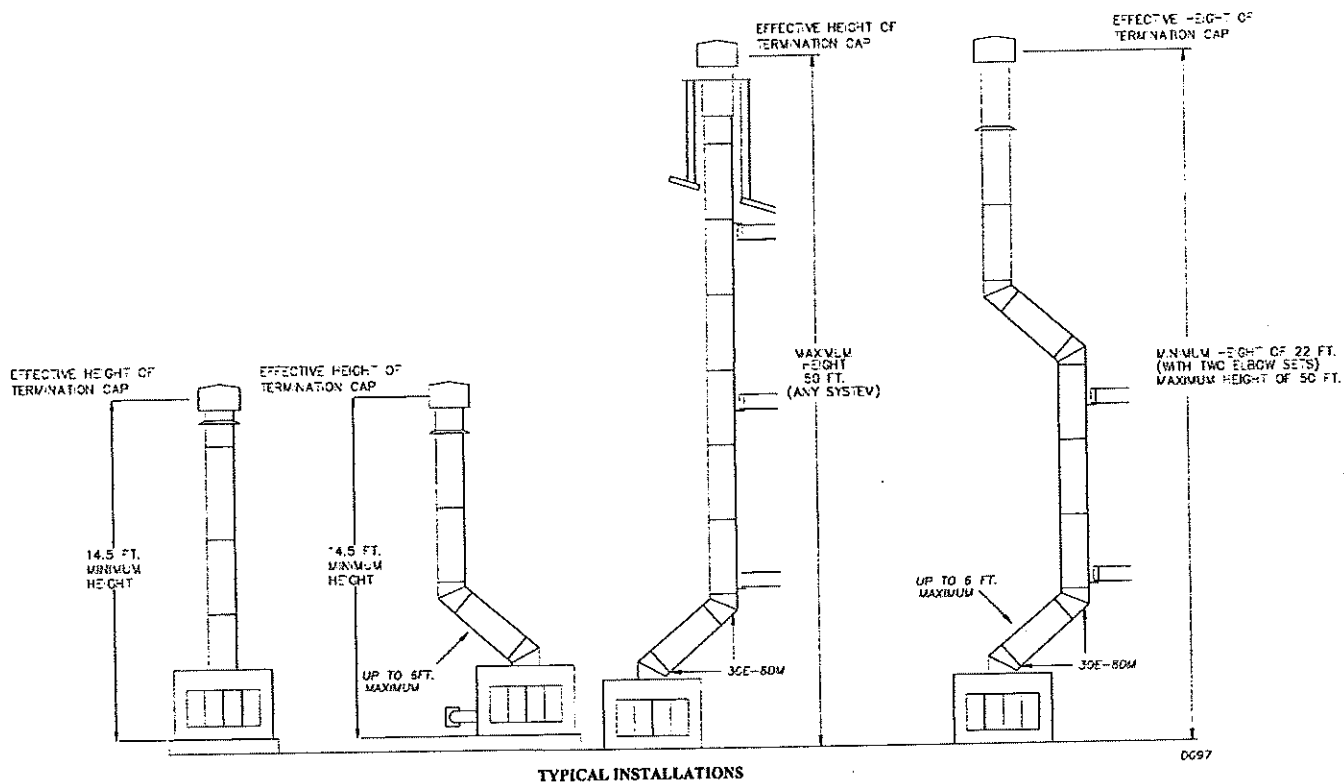 EFFECTIVE HEIGHT OF
TERMINATION CAP
14.5 FT.
MINIMUM
HEIGHT
EFFECTIVE HEIGHT OF
TERMINATION CAP
14.5 FT.
MINIMUM
HEIGHT
UP TO 6FT.
MAXIMUM
EFFECTIVE HEIGHT OF
TERMINATION CAP
MAXIMUM
HEIGHT
50 FT.
(ANY SYSTEM)
30E-8DM
EFFECTIVE HEIGHT OF
TERMINATION CAP
MINIMUM HEIGHT OF 22 FT.
(WITH TWO ELBOW SETS)
MAXIMUM HEIGHT OF 50 FT.
UP TO 6 FT.
MAXIMUM
30E-8DM
DG97
TYPICAL INSTALLATIONS